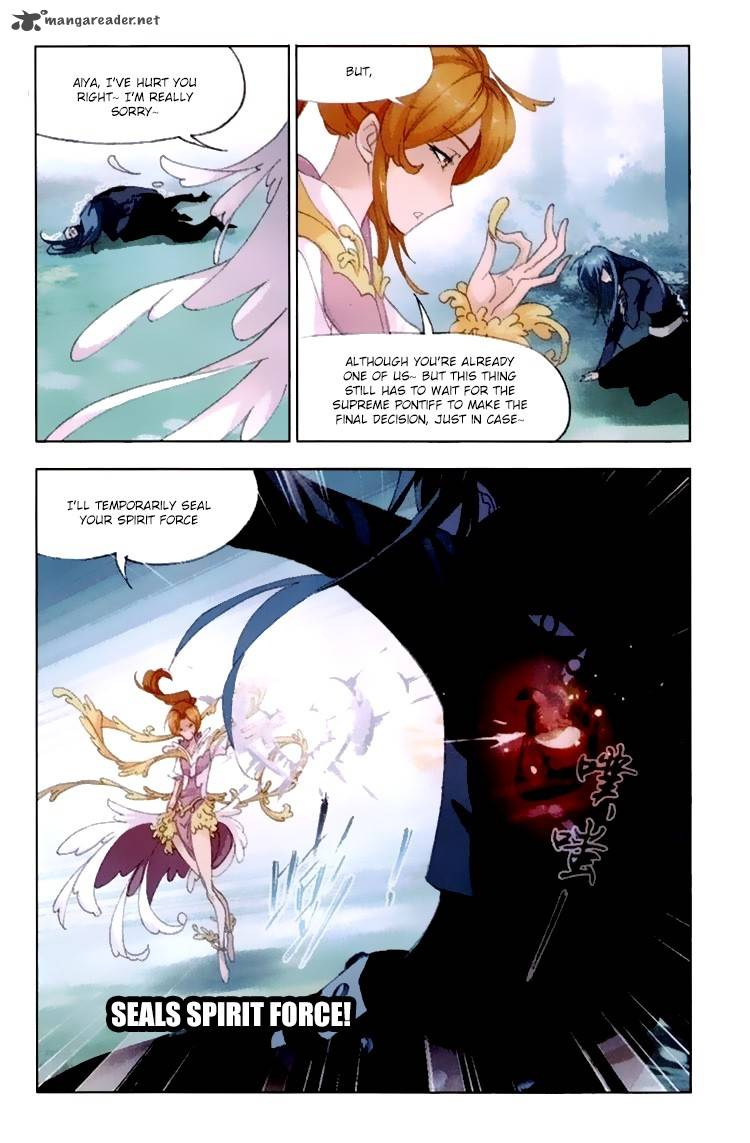 mangareader.net
AIYA, I'VE HURT YOU
RIGHT~ I'M REALLY
SORRY~
BUT,
ALTHOUGH YOU'RE ALREADY
ONE OF US~ BUT THIS THING
STILL HAS TO WAIT FOR THE
SUPREME PONTIFF TO MAKE THE
FINAL DECISION, JUST IN CASE~
I'LL TEMPORARILY SEAL
YOUR SPIRIT FORCE
SEALS SPIRIT FORCE!